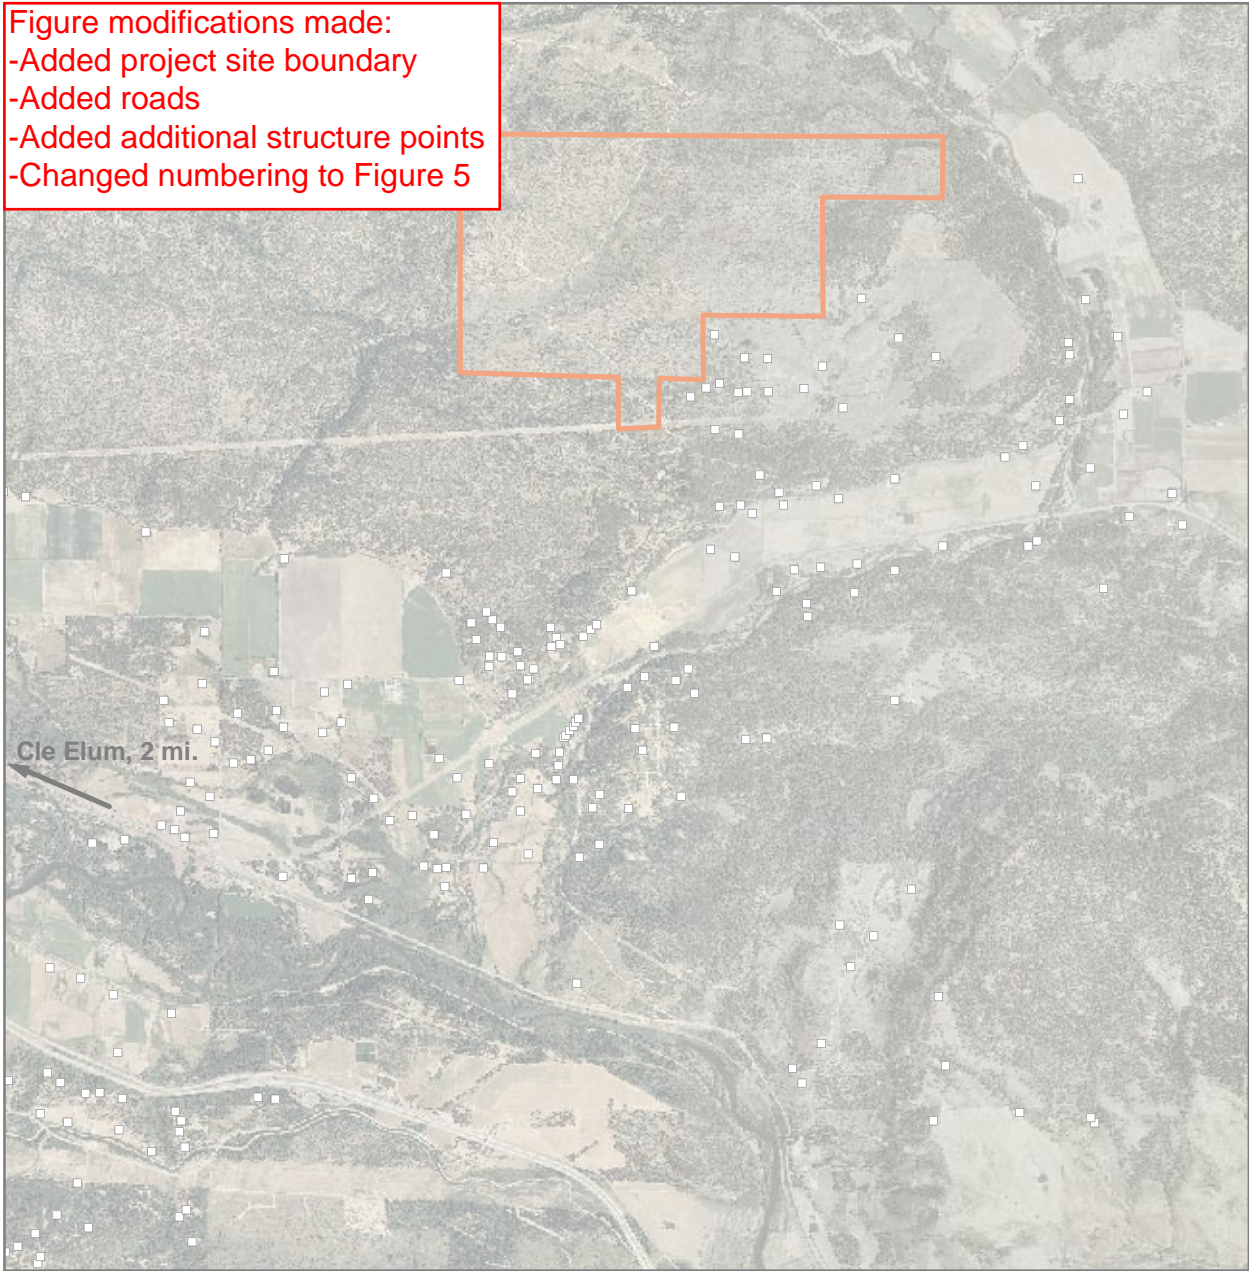 Figure modifications made:
-Added project site boundary
-Added roads
-Added additional structure points
-Changed numbering to Figure 5
Cle Elum, 2 mi.